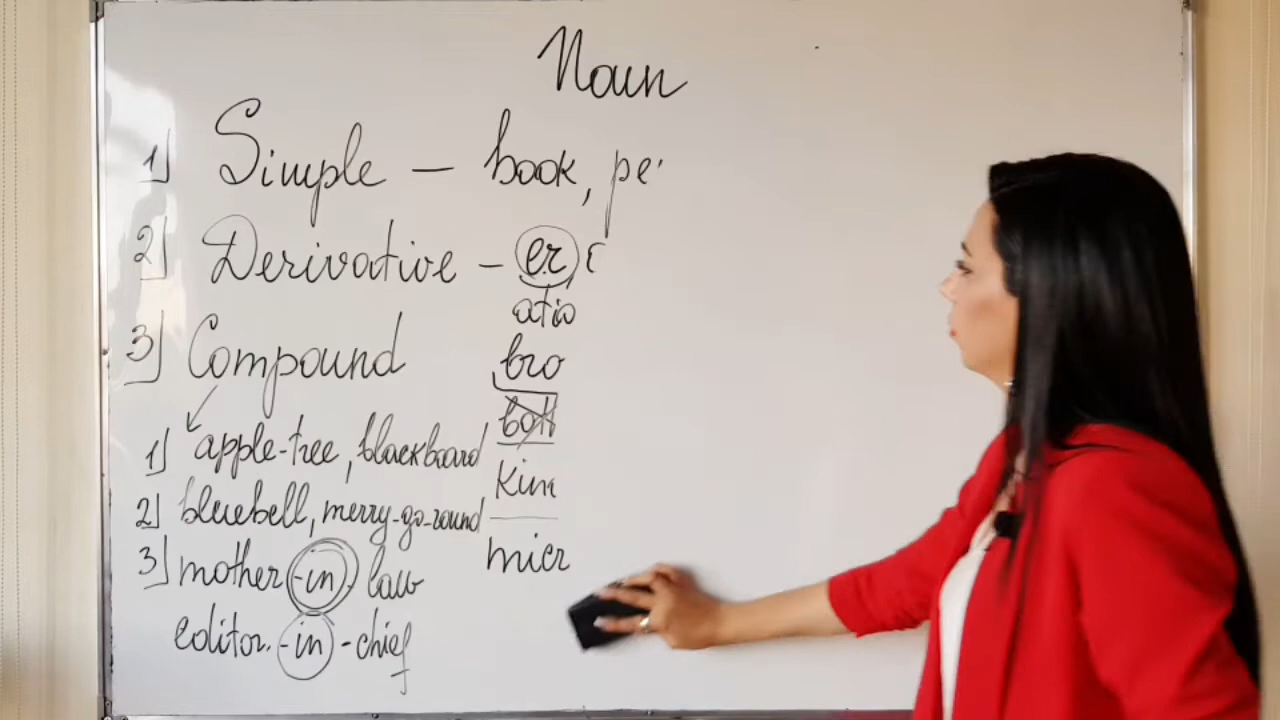 Noun
1) Simple – book, pe
2) Derivative – er
atio
3) Compound
bro
1) apple-tree, blackboard
2) bluebell, merry-go-round
kin
3) mother-in-law
micr
editor-in-chief